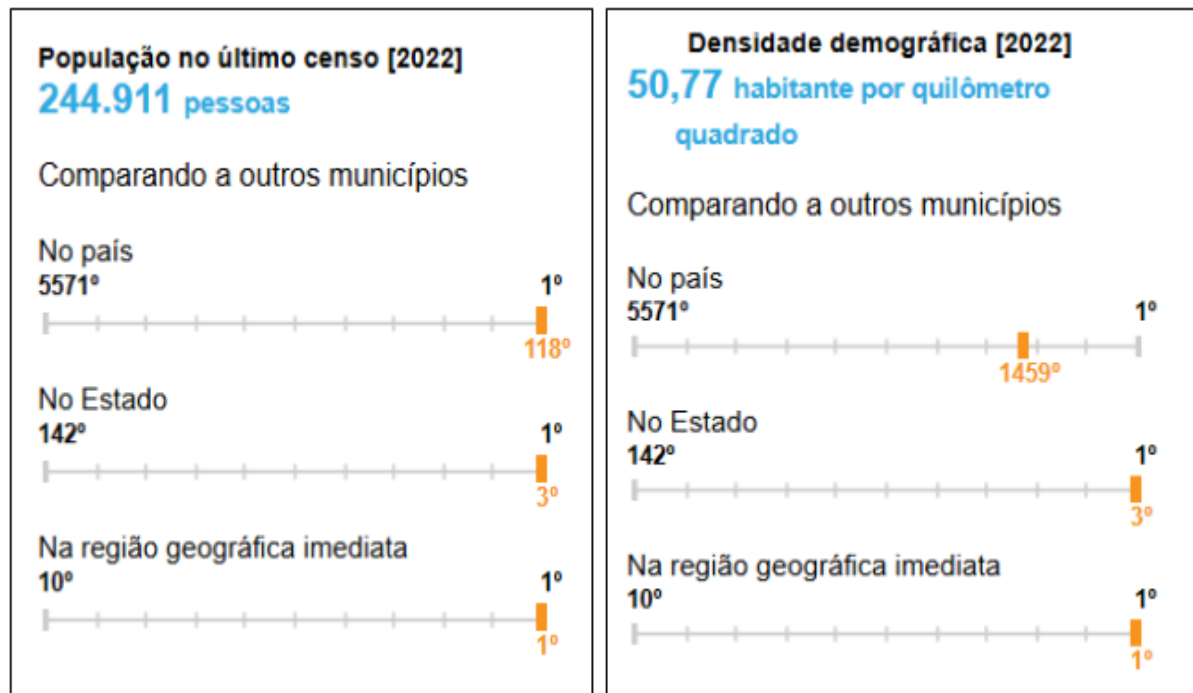 População no último censo [2022]
244.911 pessoas
Comparando a outros municípios
No país
5571º 1º
118º
No Estado
142º 1º
3º
Na região geográfica imediata
10º 1º
1º
Densidade demográfica [2022]
50,77 habitante por quilômetro
quadrado
Comparando a outros municípios
No país
5571º 1º
1459º
No Estado
142º 1º
3º
Na região geográfica imediata
10º 1º
1º